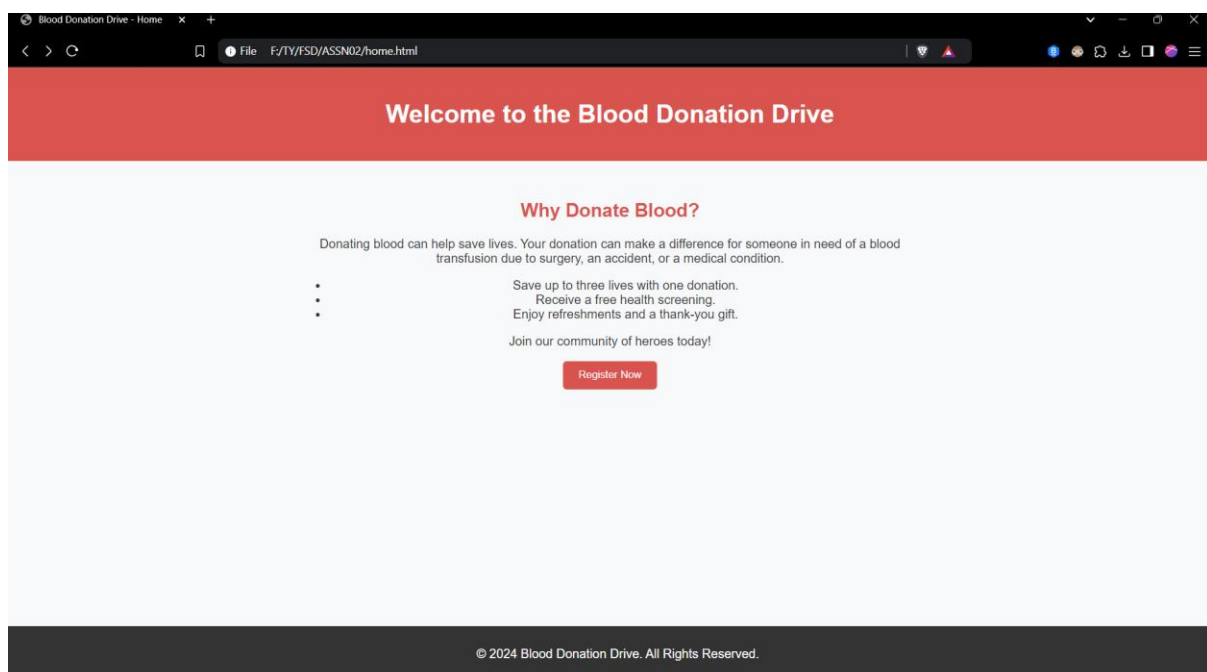 Blood Donation Drive - Home
File F:/TY/FSD/ASSN02/home.html
Welcome to the Blood Donation Drive
Why Donate Blood?
Donating blood can help save lives. Your donation can make a difference for someone in need of a blood
transfusion due to surgery, an accident, or a medical condition.
• Save up to three lives with one donation.
• Receive a free health screening.
• Enjoy refreshments and a thank-you gift.
Join our community of heroes today!
Register Now
© 2024 Blood Donation Drive. All Rights Reserved.